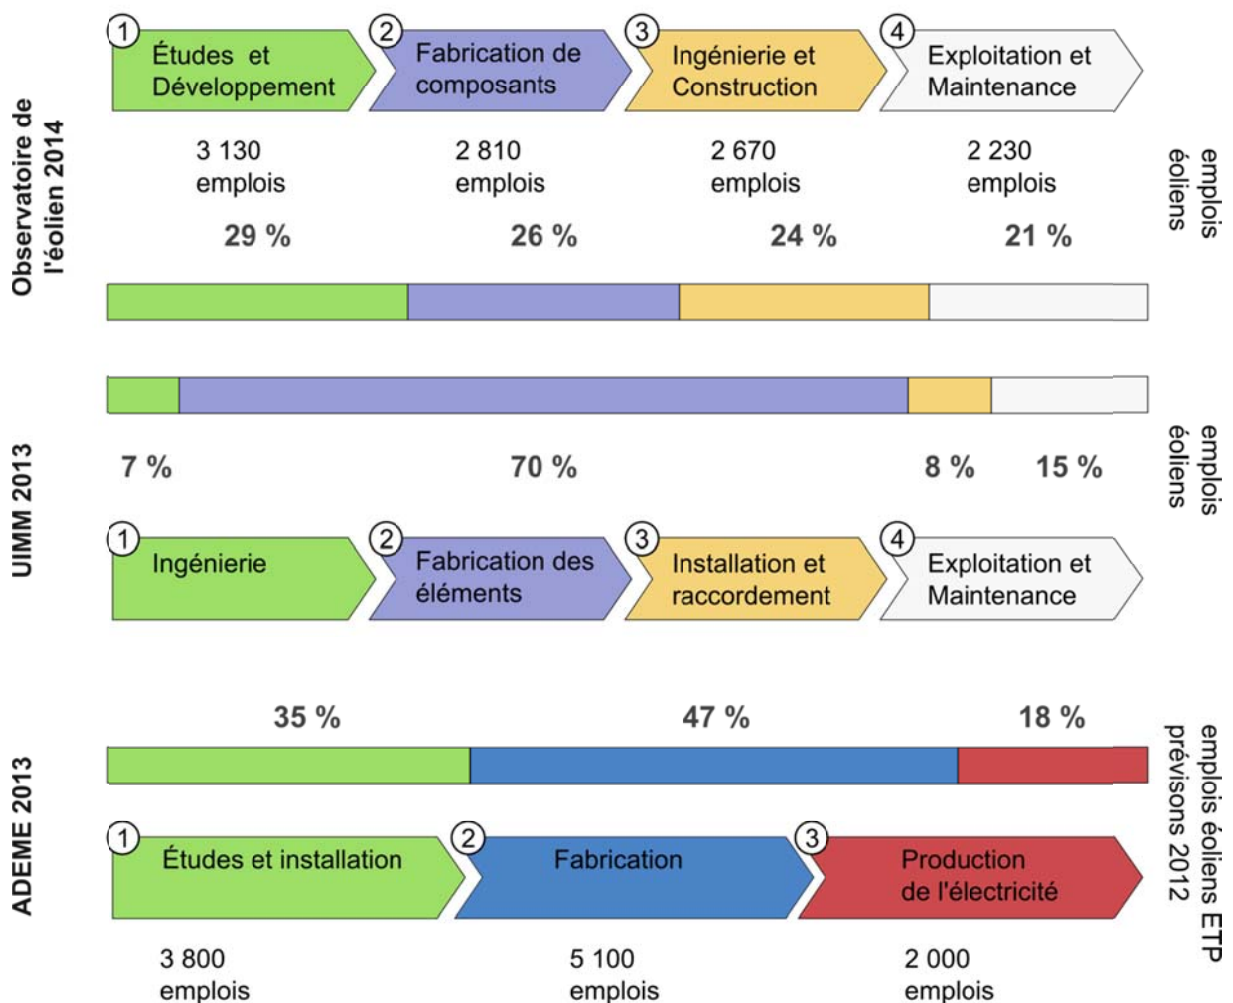 Observatoire de
l'éolien 2014
1
Études et
Développement
2
Fabrication de
composants
3
Ingénierie et
Construction
4
Exploitation et
Maintenance
3 130
emplois
2 810
emplois
2 670
emplois
2 230
emplois
29 %
26 %
24 %
21 %
emplois
éoliens
UIMM 2013
7 %
70 %
8 %
15 %
emplois
éoliens
1
Ingénierie
2
Fabrication des
éléments
3
Installation et
raccordement
4
Exploitation et
Maintenance
ADEME 2013
35 %
47 %
18 %
emplois éoliens ETP
prévisons 2012
1
Études et installation
2
Fabrication
3
Production
de l'électricité
3 800
emplois
5 100
emplois
2 000
emplois